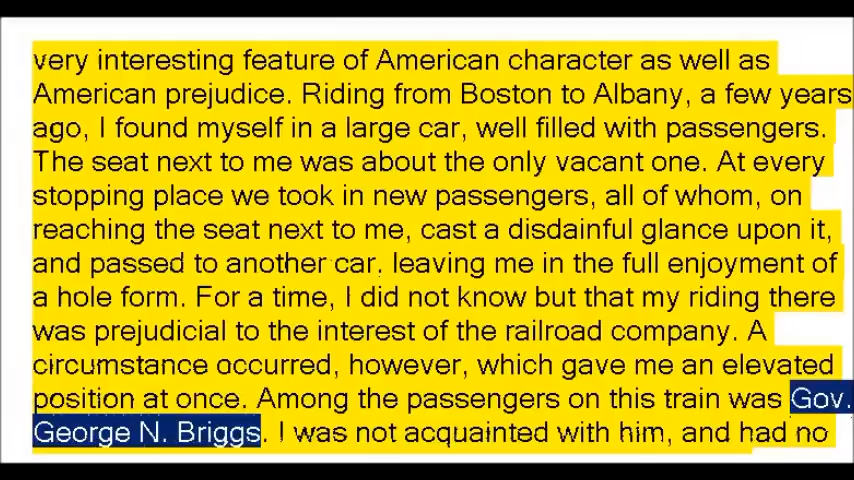 very interesting feature of American character as well as
American prejudice. Riding from Boston to Albany, a few years
ago, I found myself in a large car, well filled with passengers.
The seat next to me was about the only vacant one. At every
stopping place we took in new passengers, all of whom, on
reaching the seat next to me, cast a disdainful glance upon it,
and passed to another car, leaving me in the full enjoyment of
a hole form. For a time, I did not know but that my riding there
was prejudicial to the interest of the railroad company. A
circumstance occurred, however, which gave me an elevated
position at once. Among the passengers on this train was Gov.
George N. Briggs. I was not acquainted with him, and had no